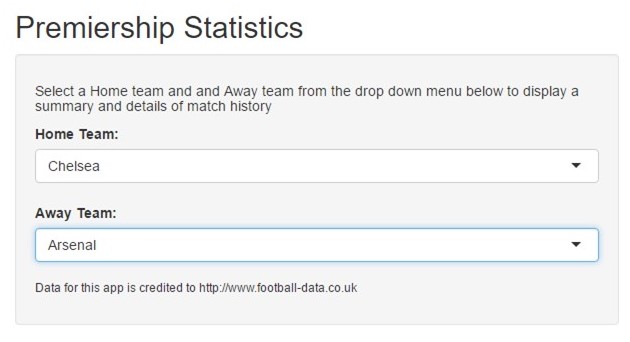 Premiership Statistics
Select a Home team and and Away team from the drop down menu below to display a
summary and details of match history
Home Team:
Chelsea
Away Team:
Arsenal
Data for this app is credited to http://www.football-data.co.uk